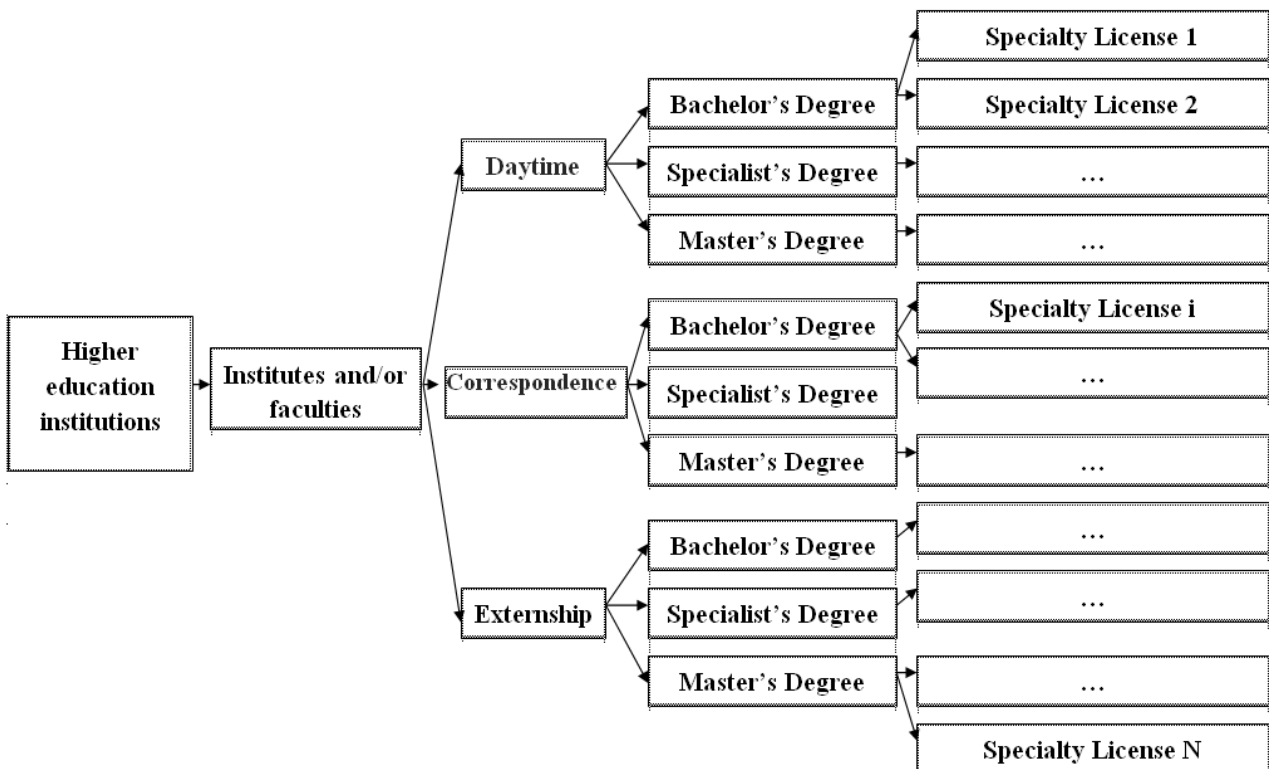 Higher
education
institutions
Institutes and/or
faculties
Daytime
Correspondence
Externship
Bachelor’s Degree
Specialist’s Degree
Master’s Degree
Bachelor’s Degree
Specialist’s Degree
Master’s Degree
Bachelor’s Degree
Specialist’s Degree
Master’s Degree
Specialty License 1
Specialty License 2
…
…
Specialty License i
…
…
…
…
…
Specialty License N